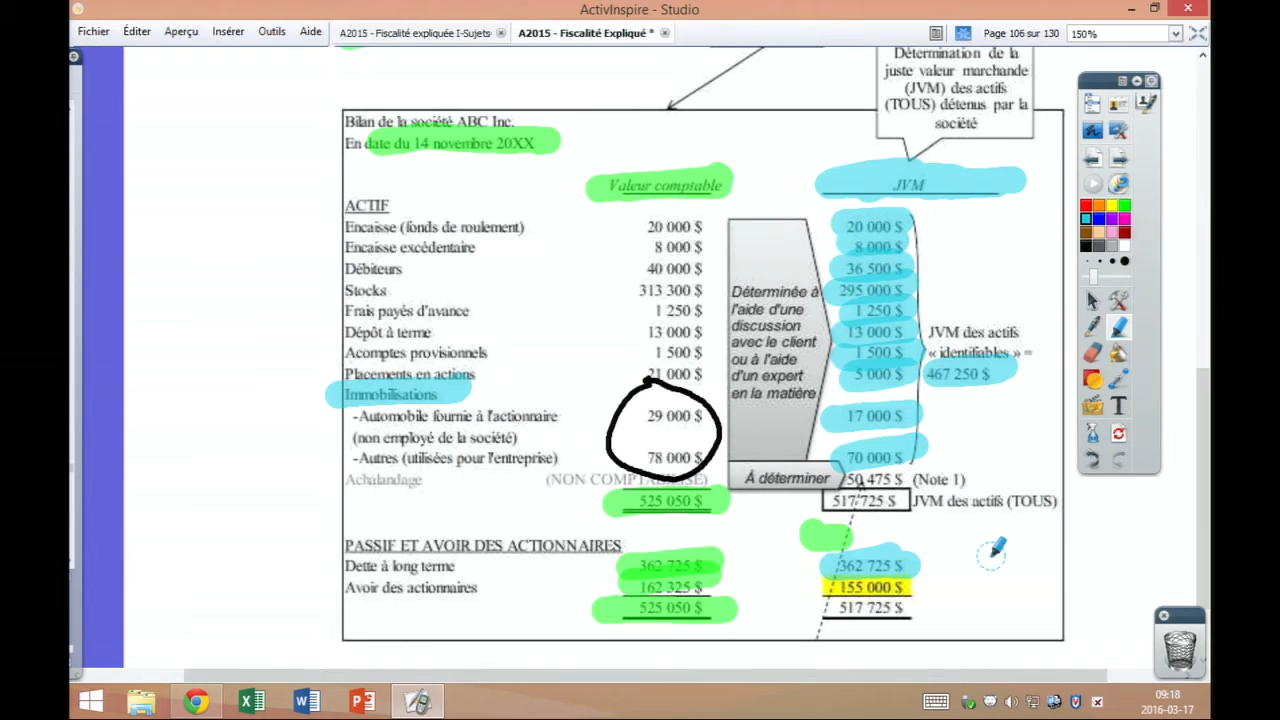 ActivInspire - Studio
Fichier Éditer Aperçu Insérer Outils Aide A2015 - Fiscalité expliquée I-Sujets A2015 - Fiscalité Expliqué * Page 106 sur 130 150%
Détermination de la
juste valeur marchande
(JVM) des actifs
(TOUS) détenus par la
société
Bilan de la société ABC Inc.
En date du 14 novembre 20XX
Valeur comptable JVM
ACTIF
Encaisse (fonds de roulement) 20 000 $ 20 000 $
Encaisse excédentaire 8 000 $ 8 000 $
Débiteurs 40 000 $ 36 500 $
Stocks 313 300 $ 295 000 $
Frais payés d'avance 1 250 $ 1 250 $
Dépôt à terme 13 000 $ 13 000 $
Acomptes provisionnels 1 500 $ 1 500 $
Placements en actions 21 000 $ 5 000 $
Immobilisations
-Automobile fournie à l'actionnaire 29 000 $ 17 000 $
(non employé de la société)
-Autres (utilisées pour l'entreprise) 78 000 $ 70 000 $
Achalandage (NON COMPTABILISÉ) 50 475 $ (Note 1)
525 050 $ 517 725 $ JVM des actifs (TOUS)
Déterminée à
l'aide d'une
discussion
avec le client
ou à l'aide
d'un expert
en la matière
À déterminer
JVM des actifs
« identifiables » =
467 250 $
PASSIF ET AVOIR DES ACTIONNAIRES
Dette à long terme 362 725 $ 362 725 $
Avoir des actionnaires 162 325 $ 155 000 $
525 050 $ 517 725 $
09:18
2016-03-17